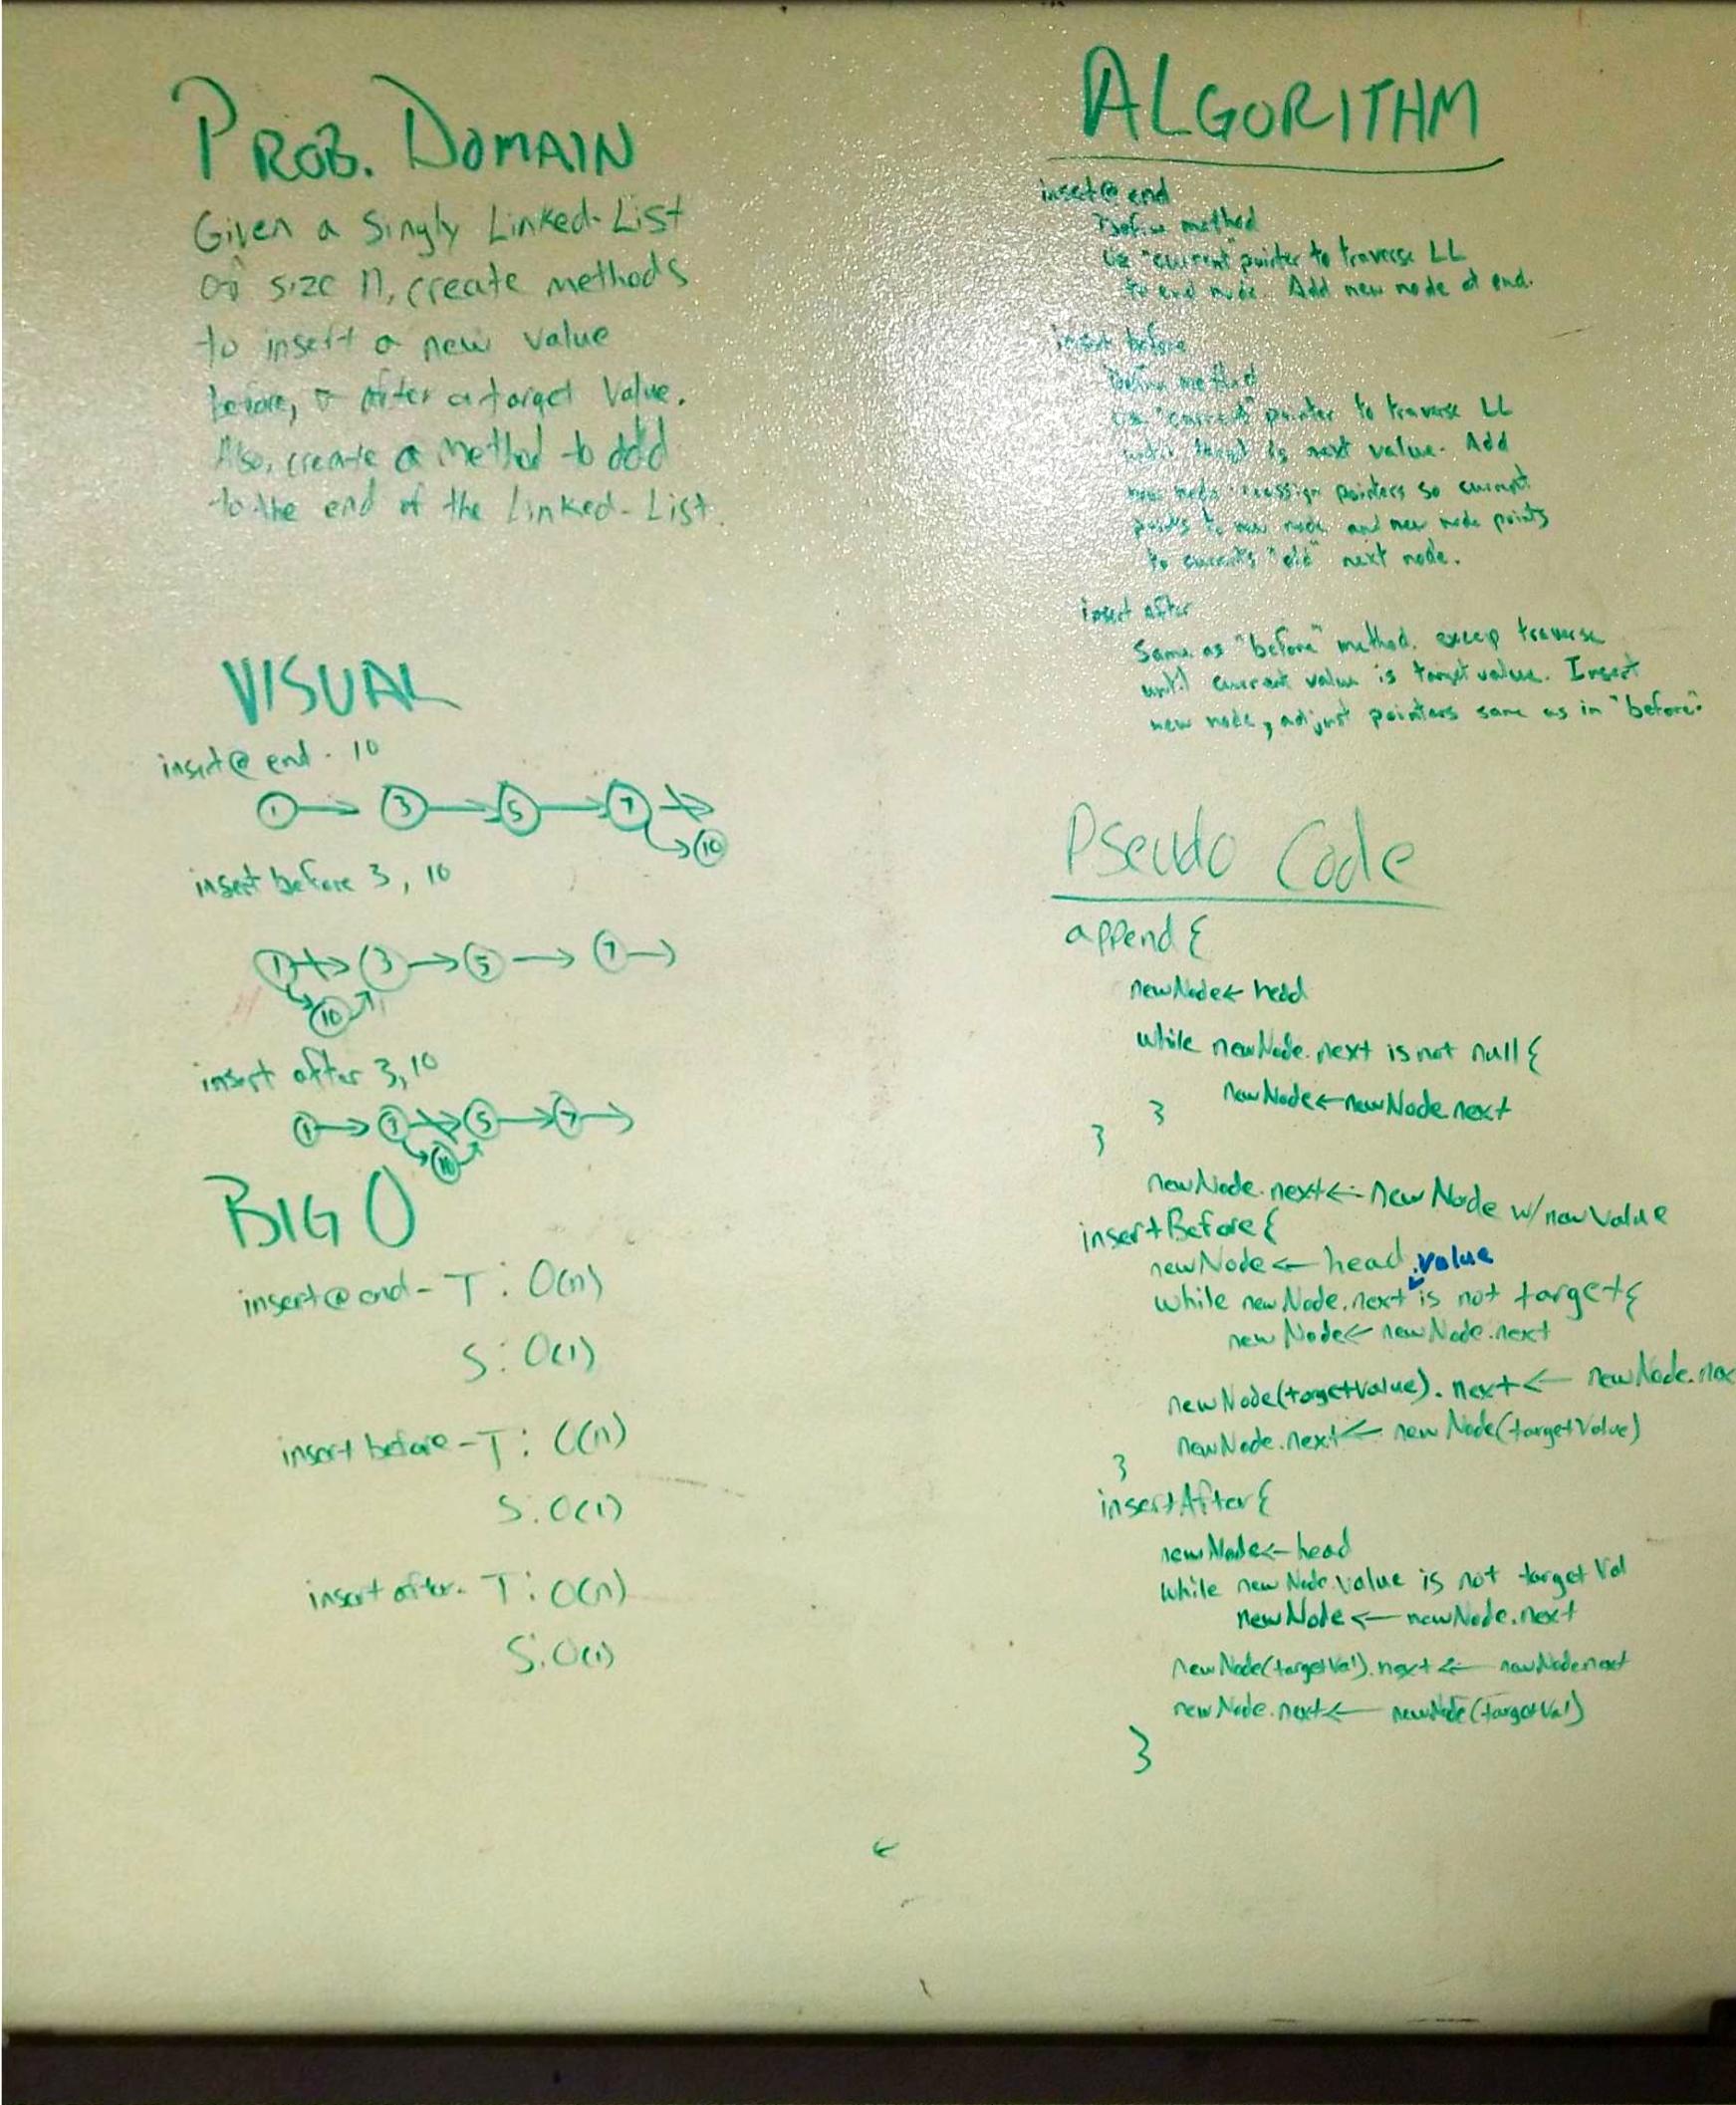 PROB. DOMAIN
Given a Singly Linked-List
of size n, create methods
to insert a new value
before, or after a target value.
Also, create a method to add
to the end of the Linked-List.
VISUAL
insert@end - 10
1 → 3 → 5 → 7 →
10
insert before 3, 10
1 → 3 → 5 → 7 →
10
insert after 3, 10
1 → 3 → 5 → 7 →
10
BIG O
insert@end - T: O(n)
S: O(1)
insert before - T: O(n)
S: O(1)
insert after - T: O(n)
S: O(1)
ALGORITHM
insert@end
Define method
Use "current" pointer to traverse LL
to end node. Add new node at end.
insert before
Define method
Use "current" pointer to traverse LL
until target is next value. Add
new node reassign pointers so current
points to new node and new node points
to current's "old" next node.
insert after
Same as "before" method, excep traverse
until current value is target value. Insert
new node, adjust pointers same as in "before".
Pseudo Code
append {
newNode ← head
while newNode.next is not null {
newNode ← newNode.next
}
}
newNode.next ← new Node w/ newValue
insertBefore {
newNode ← head
.value
while newNode.next is not target {
newNode ← newNode.next
newNode(targetValue).next ← newNode.nex
newNode.next ← newNode(targetValue)
}
insertAfter {
newNode ← head
while newNode.value is not targetVal
newNode ← newNode.next
newNode(targetVal).next ← newNode.next
newNode.next ← newNode(targetVal)
}